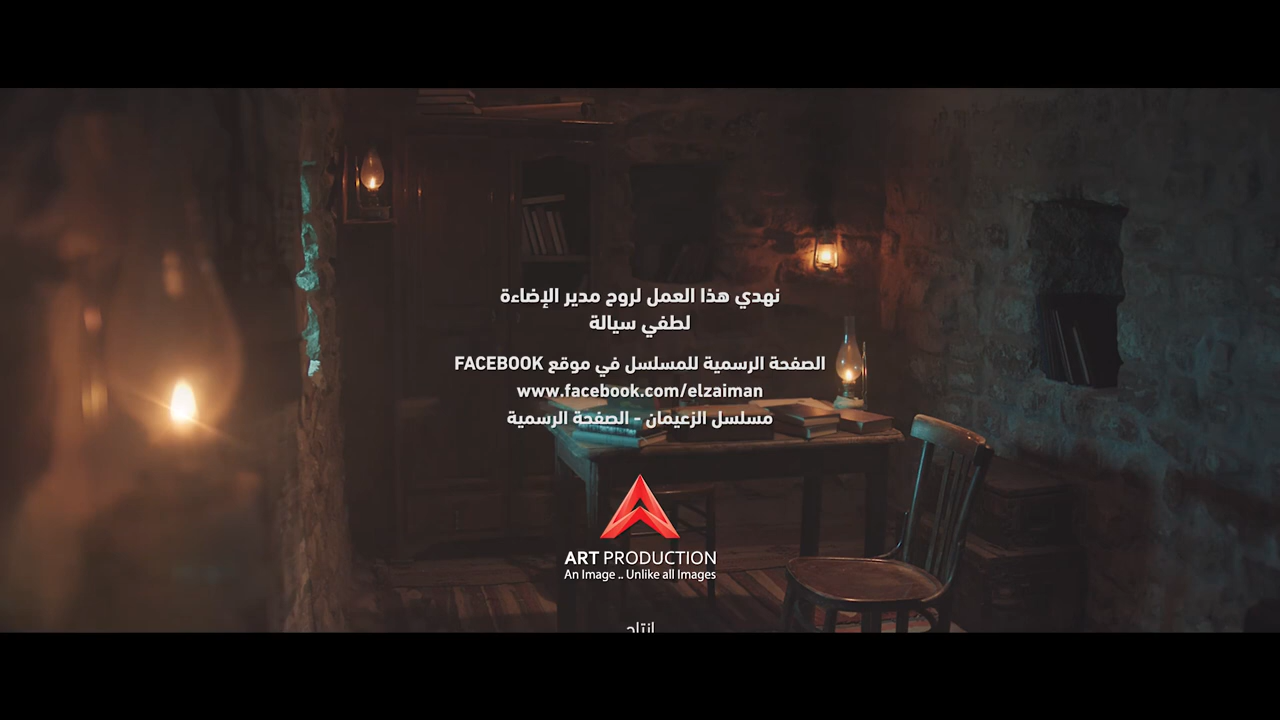 نهدي هذا العمل لروح مدير الإضاءة
لطفي سيالة
الصفحة الرسمية للمسلسل في موقع FACEBOOK
www.facebook.com/elzaiman
مسلسل الزعيمان - الصفحة الرسمية
ART PRODUCTION
An Image .. Unlike all Images
إنتاج